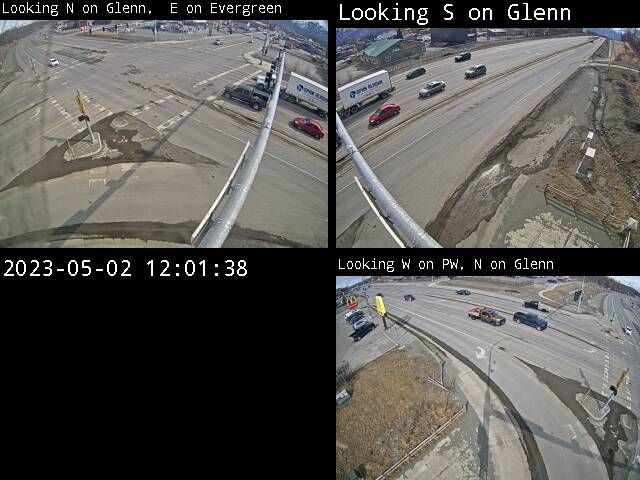 Looking N on Glenn,  E on Evergreen
Looking S on Glenn
2023-05-02 12:01:38
Looking W on PW, N on Glenn